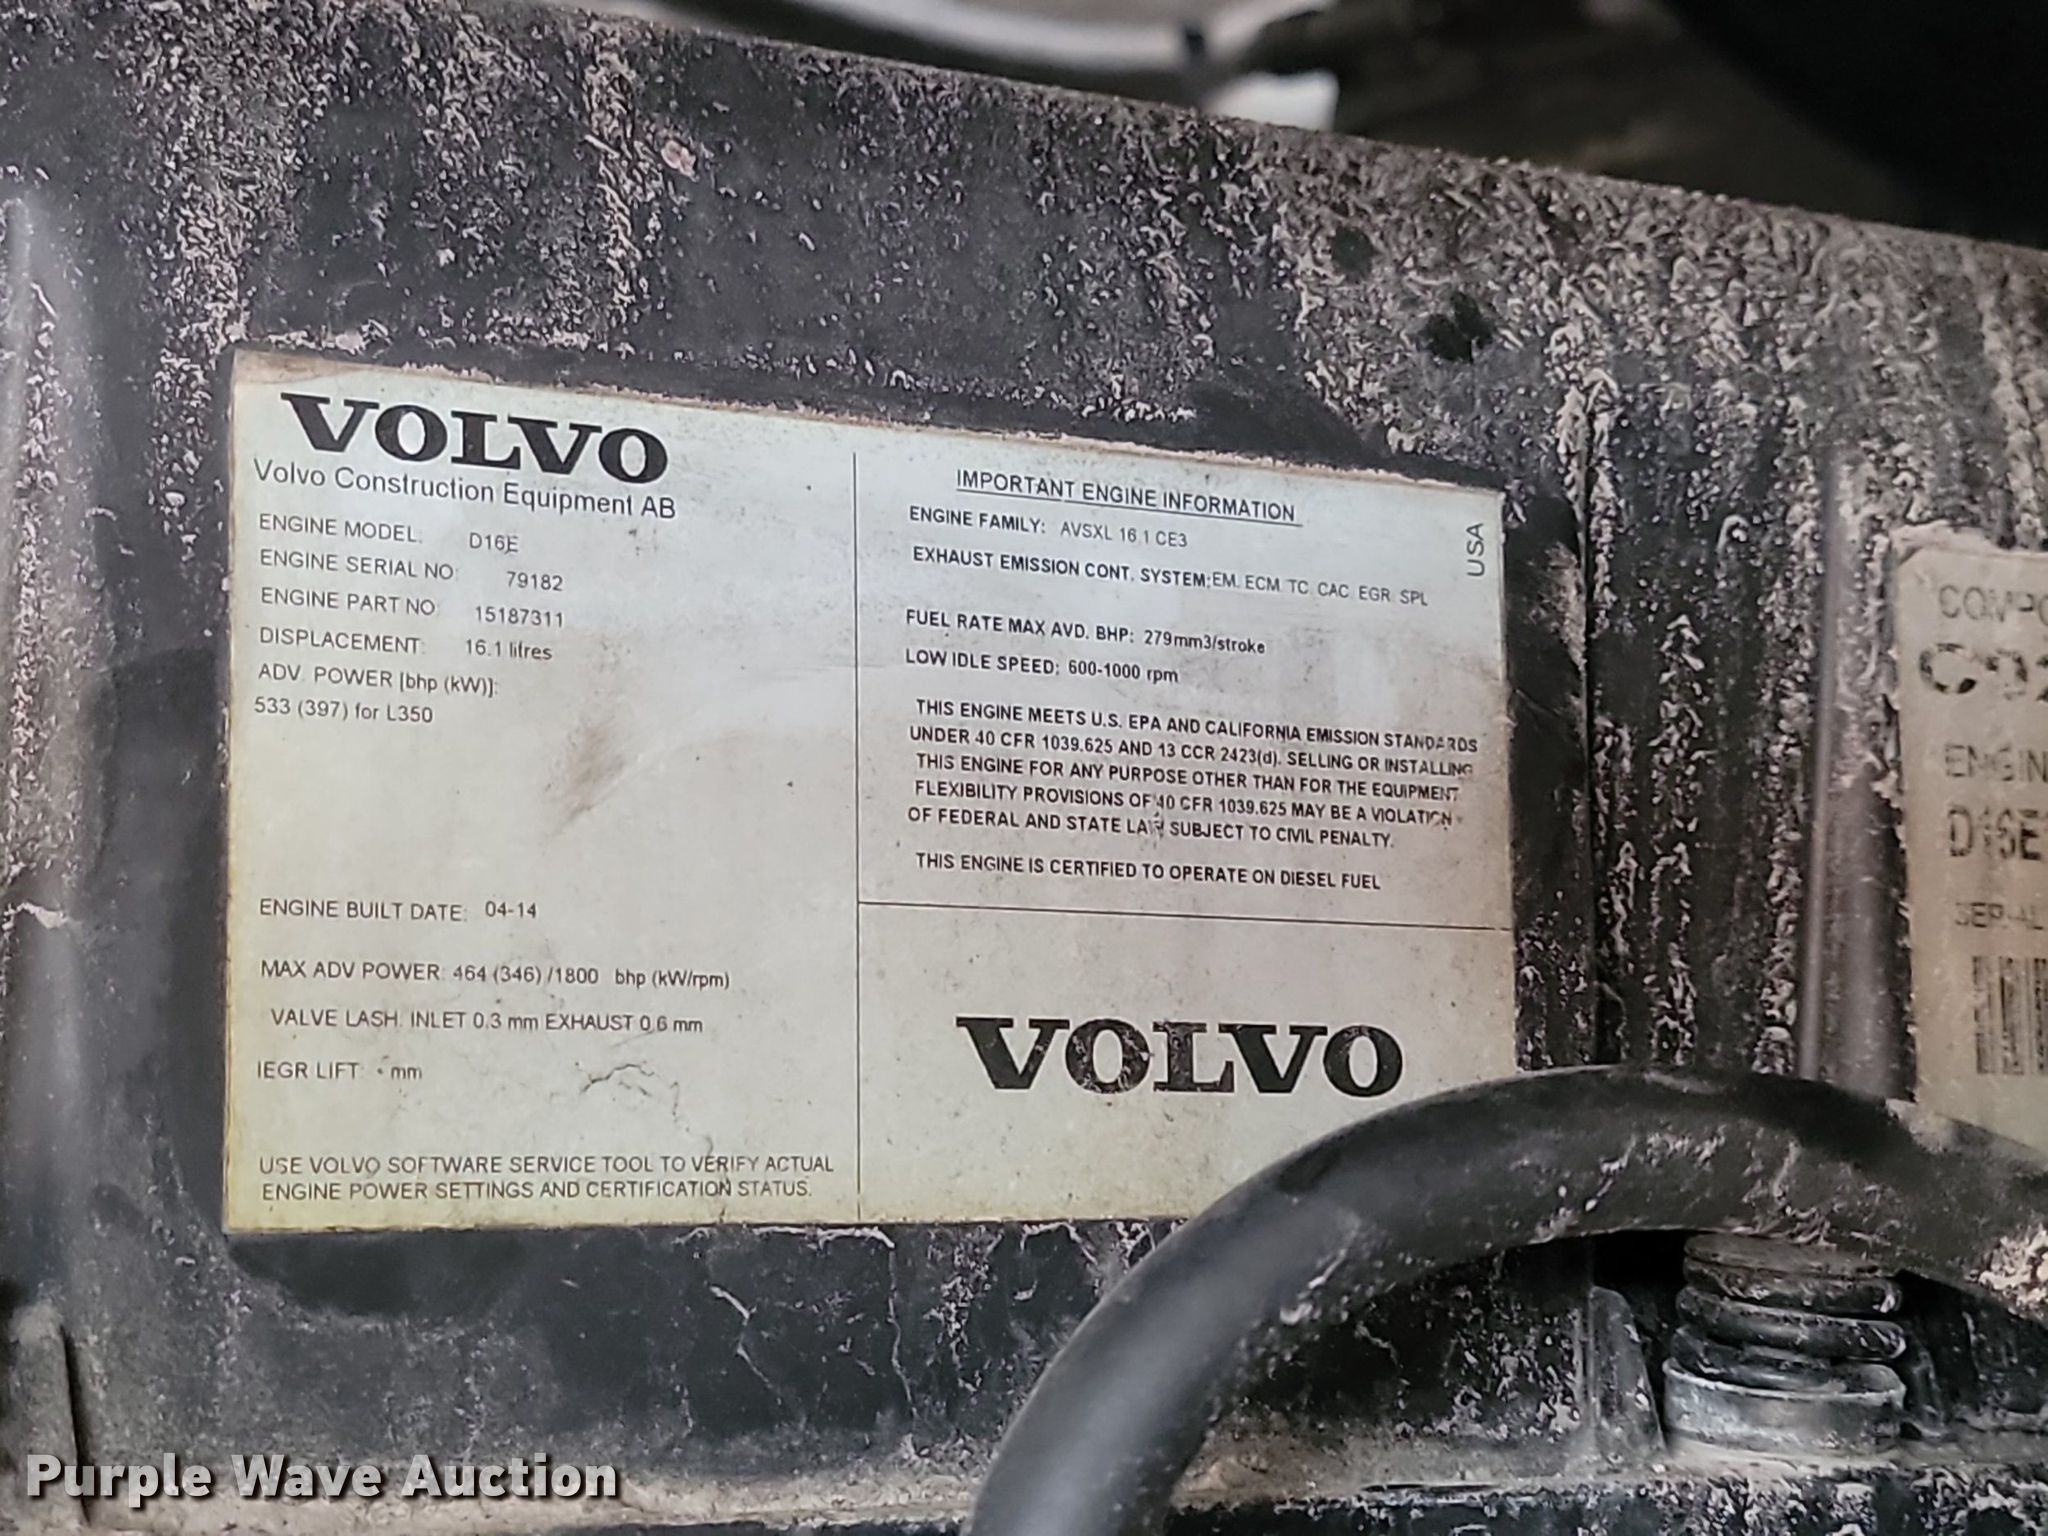 VOLVO
Volvo Construction Equipment AB
ENGINE MODEL: D16E
ENGINE SERIAL NO: 79182
ENGINE PART NO: 15187311
DISPLACEMENT: 16.1 litres
ADV. POWER [bhp (kW)]:
533 (397) for L350
ENGINE BUILT DATE: 04-14
MAX ADV POWER: 464 (346) /1800 bhp (kW/rpm)
VALVE LASH: INLET 0.3 mm EXHAUST 0.6 mm
IEGR LIFT: - mm
USE VOLVO SOFTWARE SERVICE TOOL TO VERIFY ACTUAL
ENGINE POWER SETTINGS AND CERTIFICATION STATUS.
IMPORTANT ENGINE INFORMATION
USA
ENGINE FAMILY: AVSXL 16.1 CE3
EXHAUST EMISSION CONT. SYSTEM: EM. ECM TC CAC EGR SPL
FUEL RATE MAX AVD. BHP: 279mm3/stroke
LOW IDLE SPEED: 600-1000 rpm
THIS ENGINE MEETS U.S. EPA AND CALIFORNIA EMISSION STANDARDS
UNDER 40 CFR 1039.625 AND 13 CCR 2423(d). SELLING OR INSTALLING
THIS ENGINE FOR ANY PURPOSE OTHER THAN FOR THE EQUIPMENT
FLEXIBILITY PROVISIONS OF 40 CFR 1039.625 MAY BE A VIOLATION
OF FEDERAL AND STATE LAW SUBJECT TO CIVIL PENALTY.
THIS ENGINE IS CERTIFIED TO OPERATE ON DIESEL FUEL
VOLVO
COMPO
ENGIN
D16E
SERIAL
Purple Wave Auction